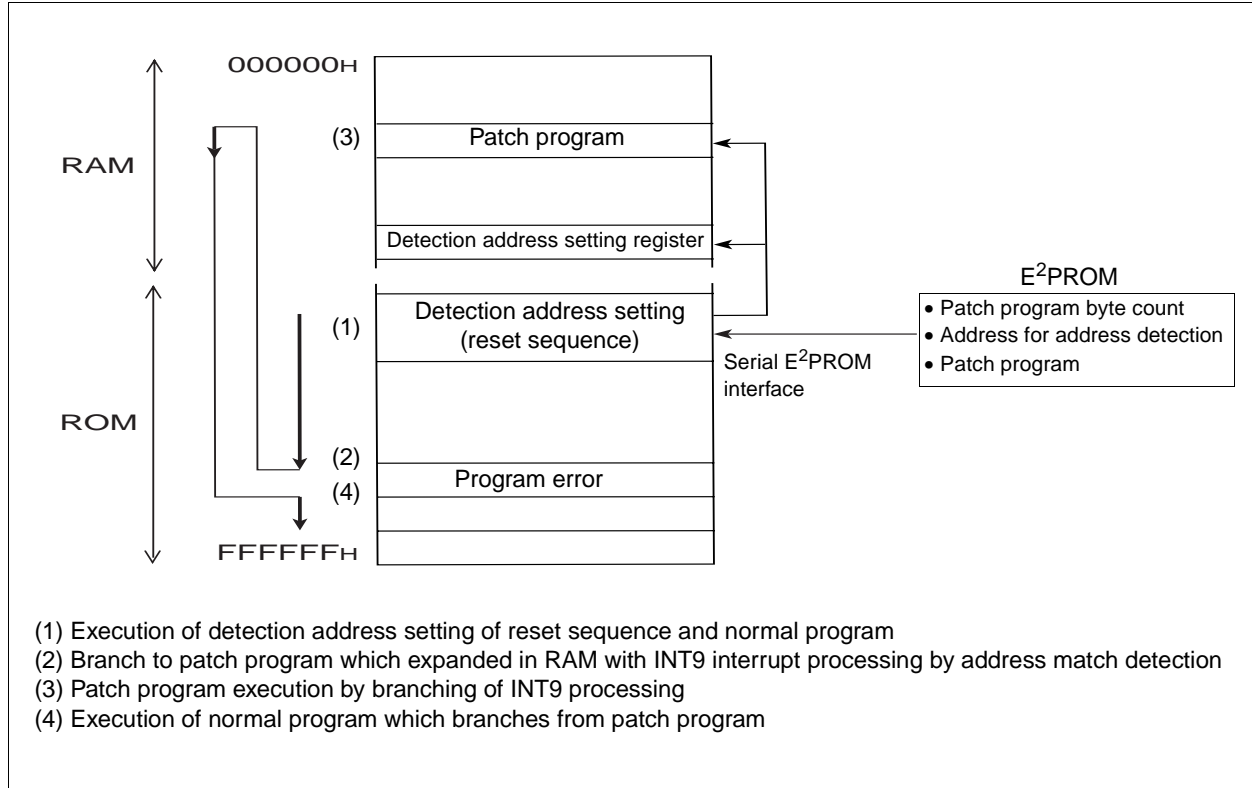 000000H
(3) Patch program
RAM
Detection address setting register
E2PROM
Detection address setting
(reset sequence)
(1)
• Patch program byte count
• Address for address detection
• Patch program
Serial E2PROM
interface
ROM
(2)
Program error
(4)
FFFFFFH
(1) Execution of detection address setting of reset sequence and normal program
(2) Branch to patch program which expanded in RAM with INT9 interrupt processing by address match detection
(3) Patch program execution by branching of INT9 processing
(4) Execution of normal program which branches from patch program